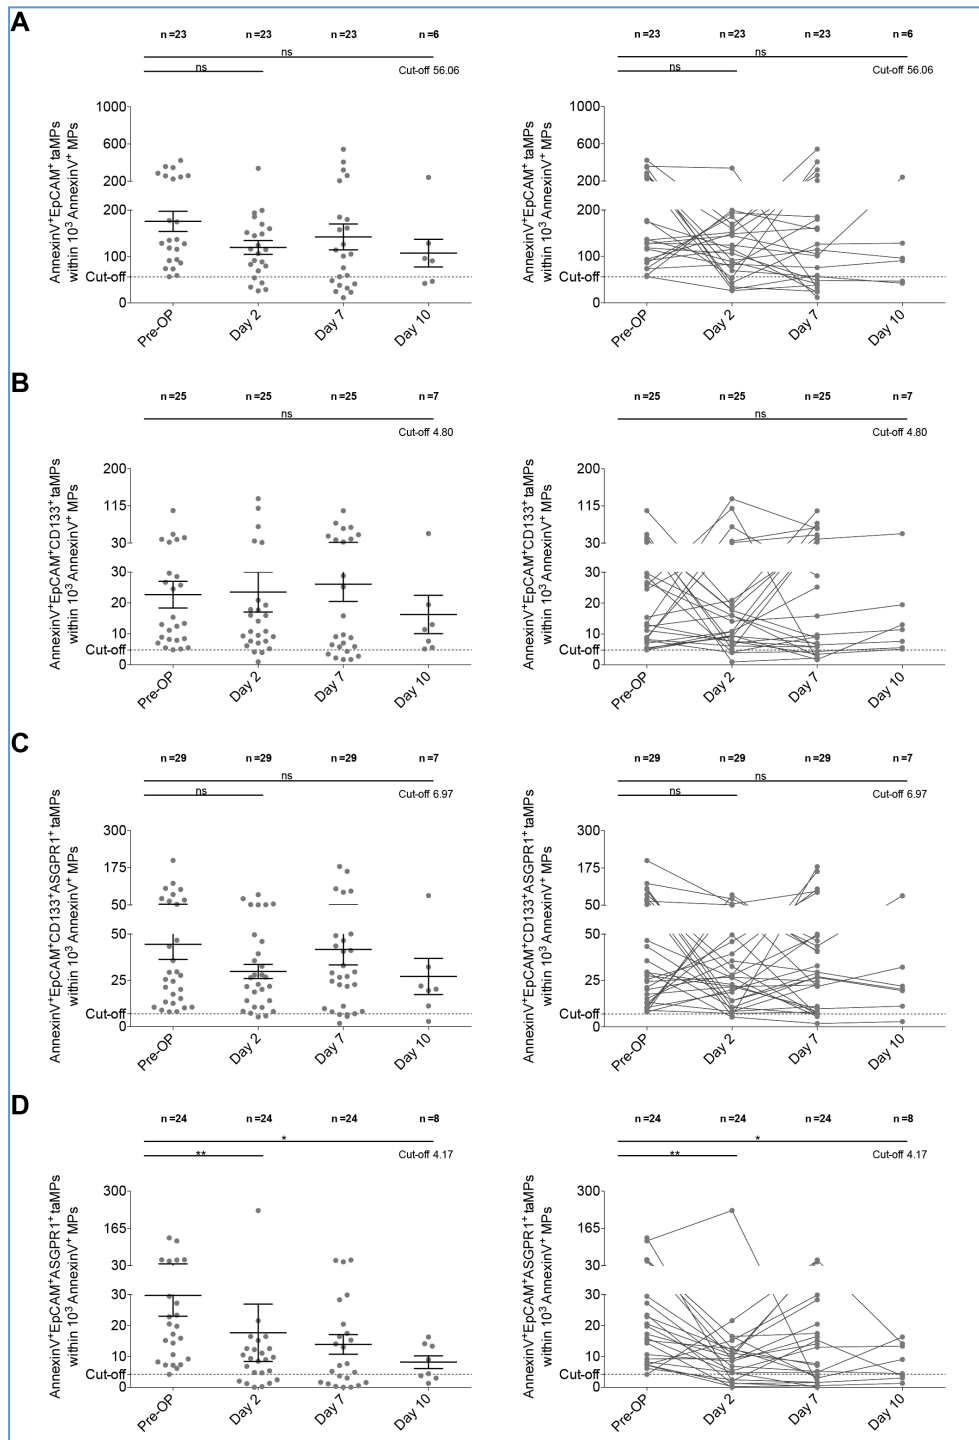 A
n =23 n =23 n =23 n =6
ns
ns
Cut-off 56.06
AnnexinV+EpCAM+ taMPs
within 10³ AnnexinV+ MPs
1000
600
200
200
100
Cut-off
0
Pre-OP Day 2 Day 7 Day 10
n =23 n =23 n =23 n =6
ns
ns
Cut-off 56.06
AnnexinV+EpCAM+ taMPs
within 10³ AnnexinV+ MPs
1000
600
200
200
100
Cut-off
0
Pre-OP Day 2 Day 7 Day 10
B
n =25 n =25 n =25 n =7
ns
Cut-off 4.80
AnnexinV+EpCAM+CD133+ taMPs
within 10³ AnnexinV+ MPs
200
115
30
30
20
10
Cut-off
0
Pre-OP Day 2 Day 7 Day 10
n =25 n =25 n =25 n =7
ns
Cut-off 4.80
AnnexinV+EpCAM+CD133+ taMPs
within 10³ AnnexinV+ MPs
200
115
30
30
20
10
Cut-off
0
Pre-OP Day 2 Day 7 Day 10
C
n =29 n =29 n =29 n =7
ns
ns
Cut-off 6.97
AnnexinV+EpCAM+CD133+ASGPR1+ taMPs
within 10³ AnnexinV+ MPs
300
175
50
50
25
Cut-off
0
Pre-OP Day 2 Day 7 Day 10
n =29 n =29 n =29 n =7
ns
ns
Cut-off 6.97
AnnexinV+EpCAM+CD133+ASGPR1+ taMPs
within 10³ AnnexinV+ MPs
300
175
50
50
25
Cut-off
0
Pre-OP Day 2 Day 7 Day 10
D
n =24 n =24 n =24 n =8
*
**
Cut-off 4.17
AnnexinV+EpCAM+ASGPR1+ taMPs
within 10³ AnnexinV+ MPs
300
165
30
30
20
10
Cut-off
0
Pre-OP Day 2 Day 7 Day 10
n =24 n =24 n =24 n =8
*
**
Cut-off 4.17
AnnexinV+EpCAM+ASGPR1+ taMPs
within 10³ AnnexinV+ MPs
300
165
30
30
20
10
Cut-off
0
Pre-OP Day 2 Day 7 Day 10